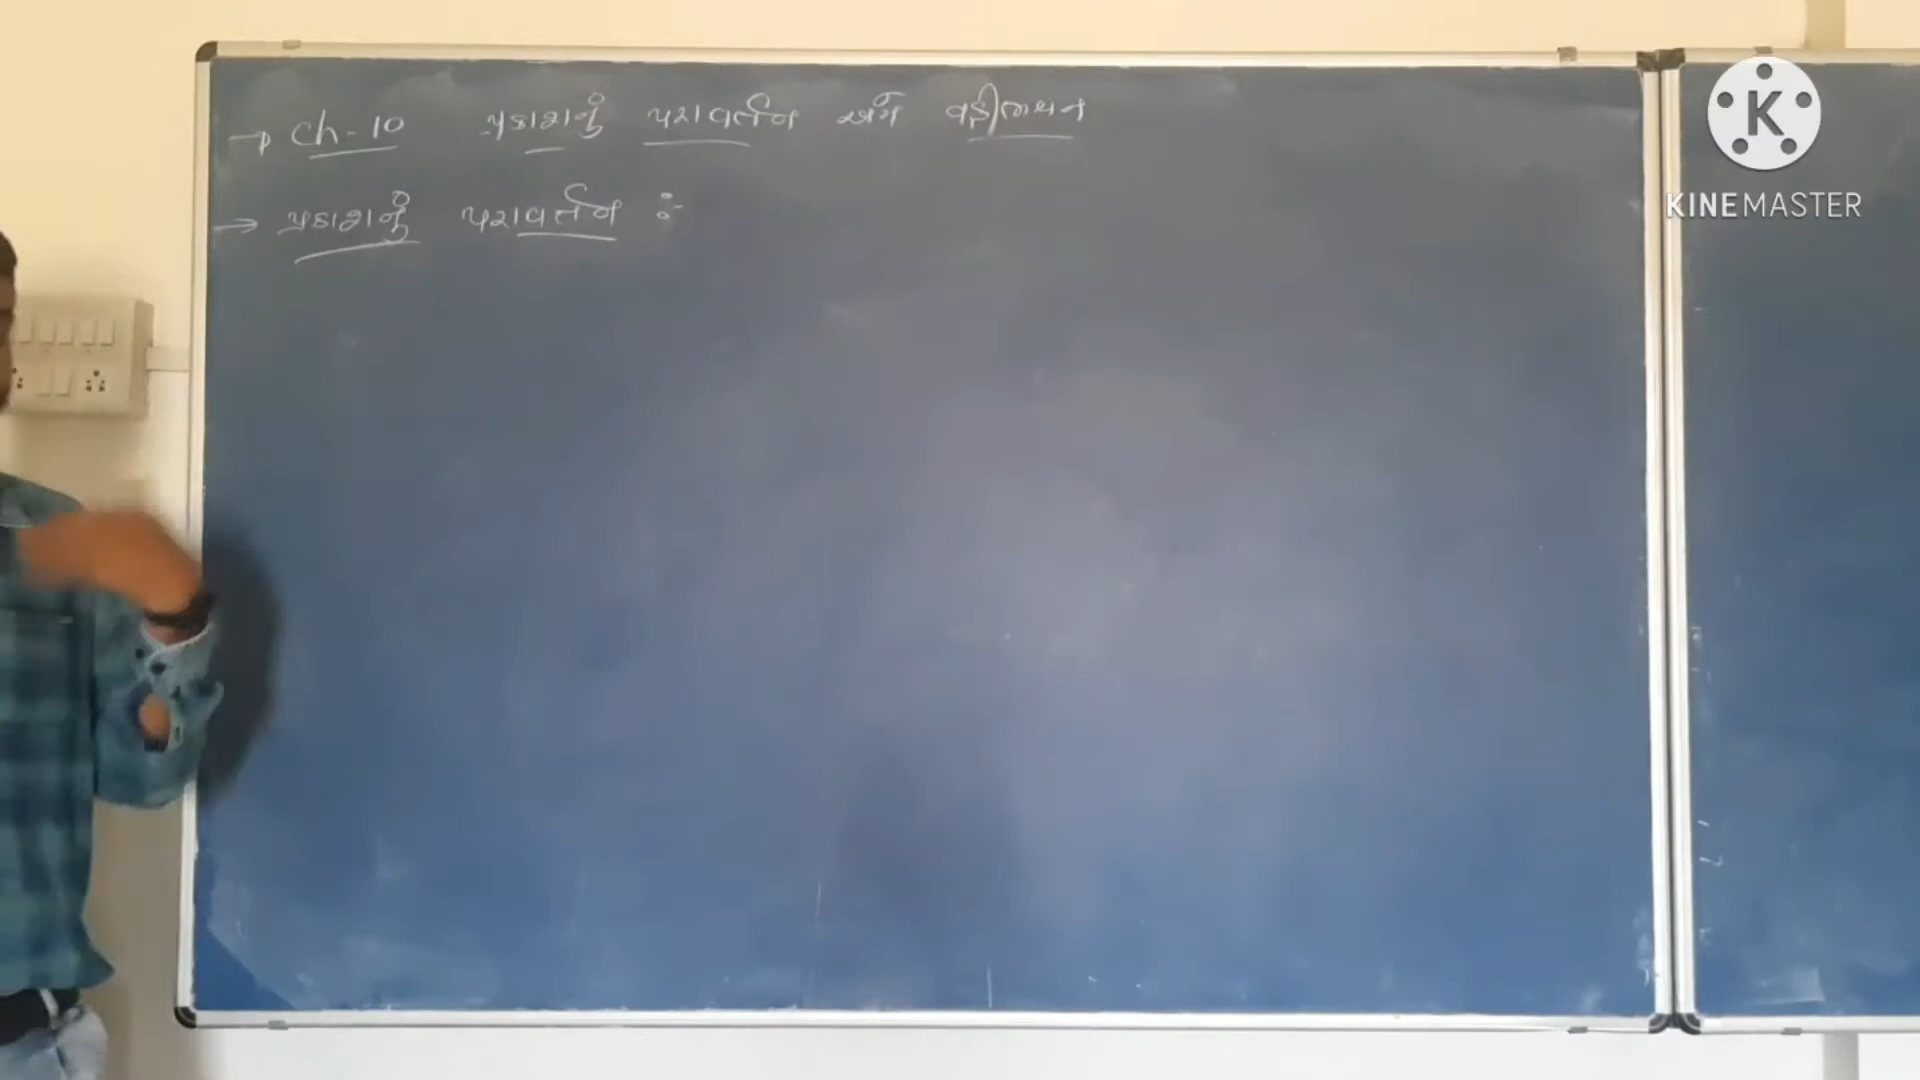 → Ch-10 પ્રકાશનું પરાવર્તન અને વક્રીભવન
→ પ્રકાશનું પરાવર્તન :-
K
KINEMASTER